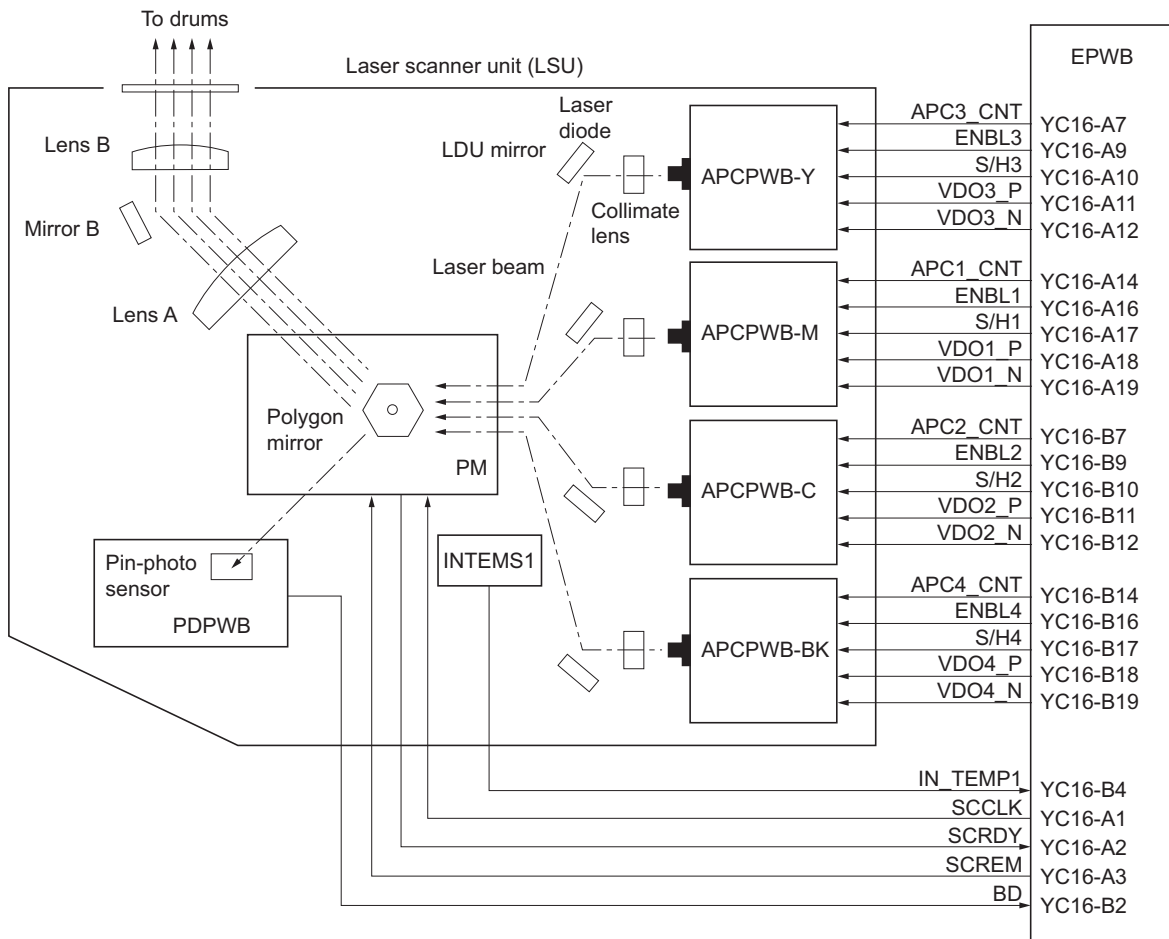 To drums
Laser scanner unit (LSU)
EPWB
Lens B
Mirror B
Lens A
Laser
diode
LDU mirror
Collimate
lens
Laser beam
Polygon
mirror
PM
Pin-photo
sensor
PDPWB
INTEMS1
APCPWB-Y
APC3_CNT YC16-A7
ENBL3 YC16-A9
S/H3 YC16-A10
VDO3_P YC16-A11
VDO3_N YC16-A12
APCPWB-M
APC1_CNT YC16-A14
ENBL1 YC16-A16
S/H1 YC16-A17
VDO1_P YC16-A18
VDO1_N YC16-A19
APCPWB-C
APC2_CNT YC16-B7
ENBL2 YC16-B9
S/H2 YC16-B10
VDO2_P YC16-B11
VDO2_N YC16-B12
APCPWB-BK
APC4_CNT YC16-B14
ENBL4 YC16-B16
S/H4 YC16-B17
VDO4_P YC16-B18
VDO4_N YC16-B19
IN_TEMP1 YC16-B4
SCCLK YC16-A1
SCRDY YC16-A2
SCREM YC16-A3
BD YC16-B2